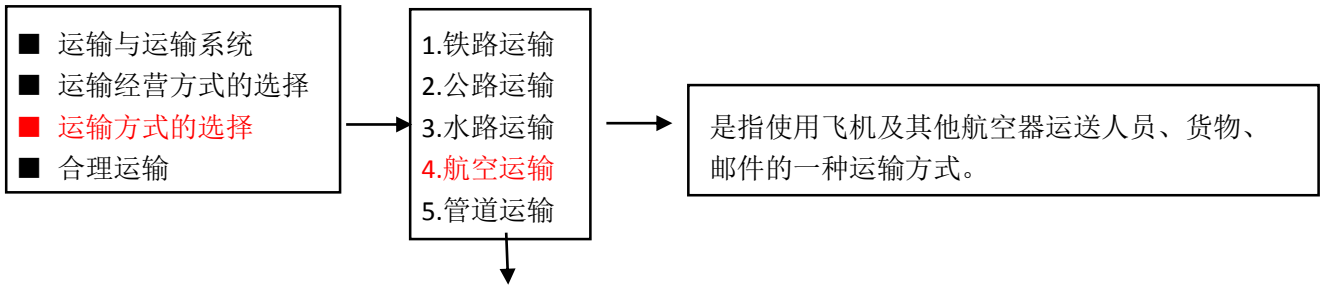 ■ 运输与运输系统
■ 运输经营方式的选择
■ 运输方式的选择
■ 合理运输
1.铁路运输
2.公路运输
3.水路运输
4.航空运输
5.管道运输
是指使用飞机及其他航空器运送人员、货物、
邮件的一种运输方式。